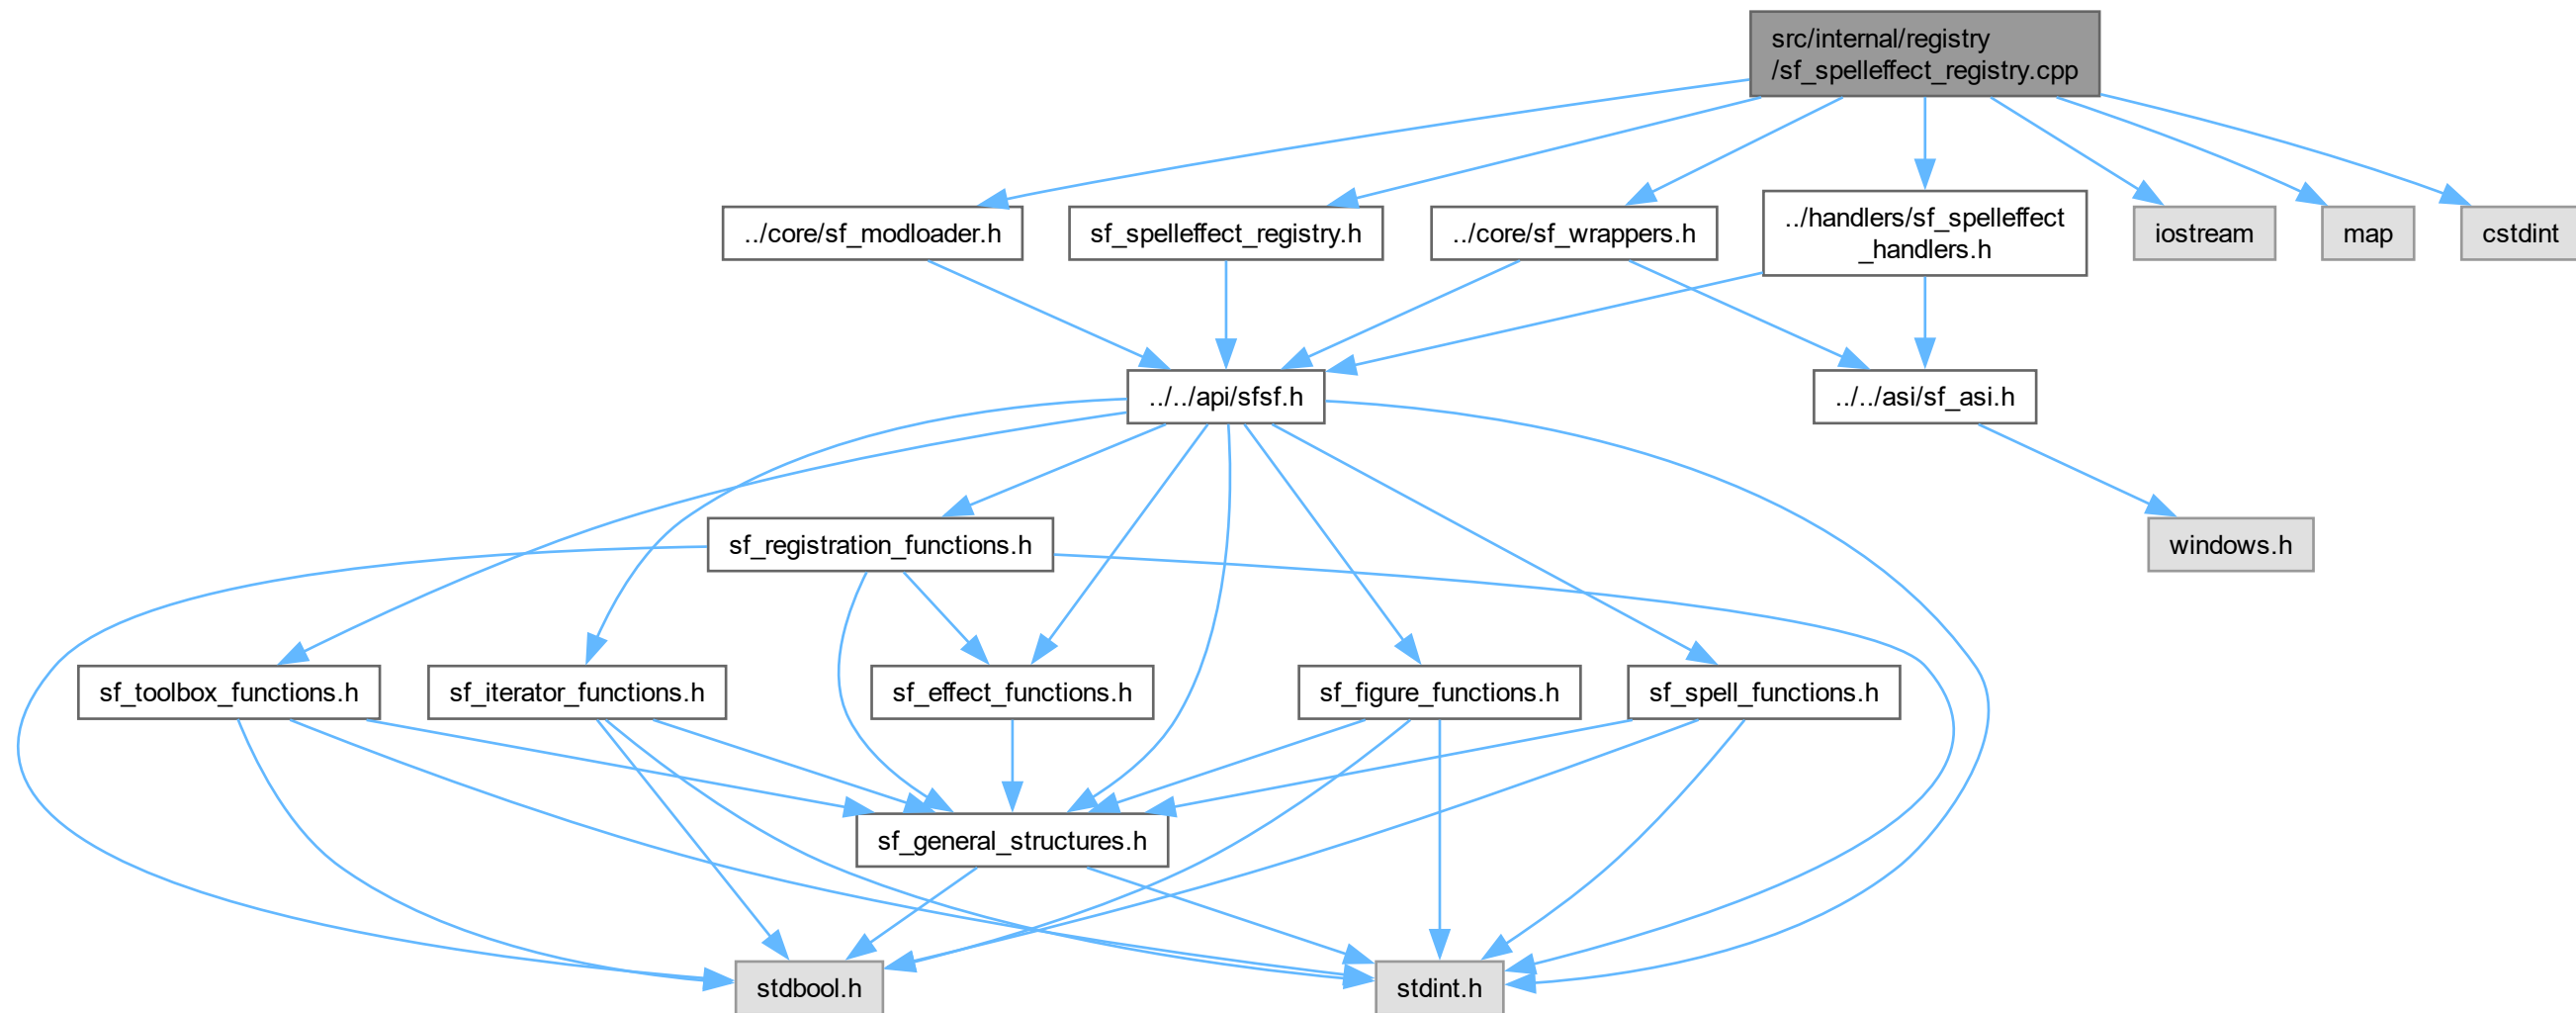 src/internal/registry
/sf_spelleffect_registry.cpp
../core/sf_modloader.h
sf_spelleffect_registry.h
../core/sf_wrappers.h
../handlers/sf_spelleffect
_handlers.h
iostream
map
cstdint
../../api/sfsf.h
../../asi/sf_asi.h
sf_registration_functions.h
windows.h
sf_toolbox_functions.h
sf_iterator_functions.h
sf_effect_functions.h
sf_figure_functions.h
sf_spell_functions.h
sf_general_structures.h
stdbool.h
stdint.h